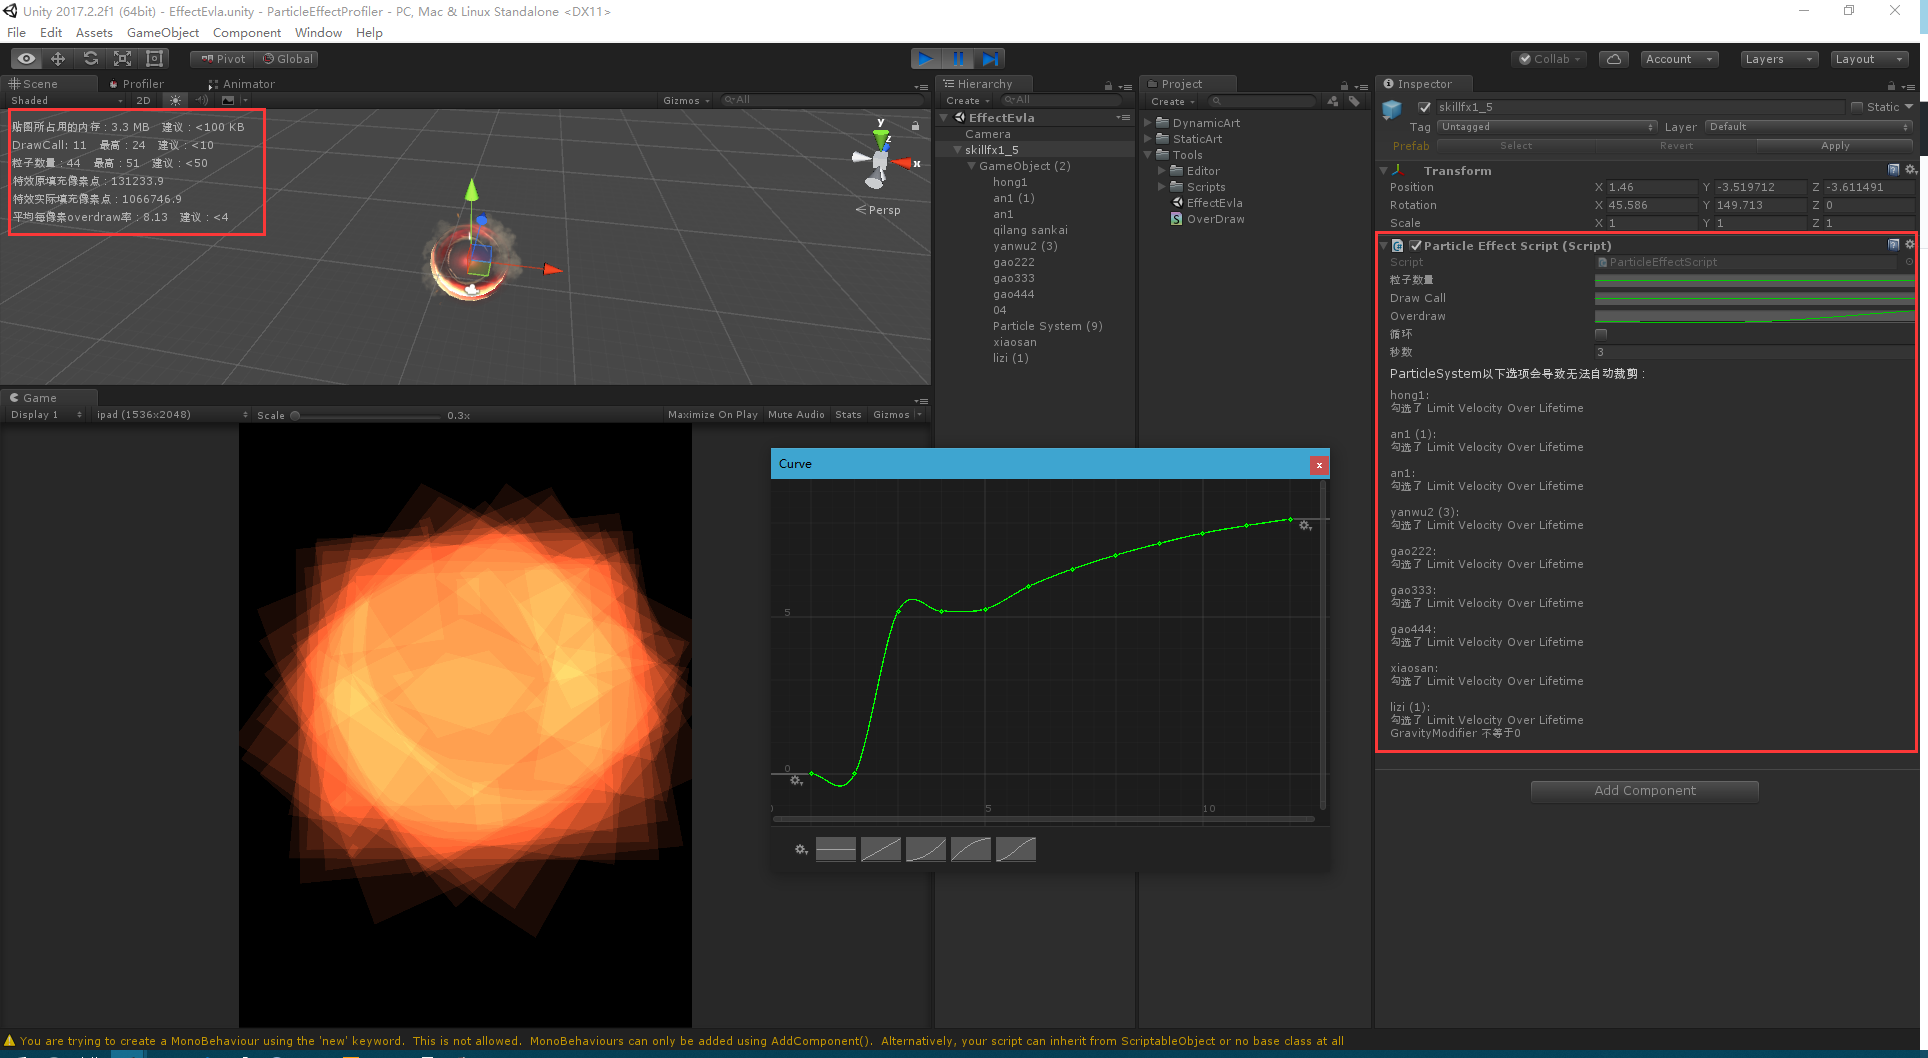 Unity 2017.2.2f1 (64bit) - EffectEvla.unity - ParticleEffectProfiler - PC, Mac & Linux Standalone <DX11>
File Edit Assets GameObject Component Window Help
Pivot Global
Collab Account Layers Layout
Scene Profiler Animator
Shaded 2D Gizmos All
贴图所占用的内存：3.3 MB 建议：<100 KB
DrawCall: 11 最高：24 建议：<10
粒子数量：44 最高：51 建议：<50
特效原填充像素点：131233.9
特效实际填充像素点：1066746.9
平均每像素overdraw率：8.13 建议：<4
y
z
x
Persp
Game
Display 1 ipad (1536x2048) Scale 0.3x Maximize On Play Mute Audio Stats Gizmos
Hierarchy
Create All
EffectEvla
Camera
skillfx1_5
GameObject (2)
hong1
an1 (1)
an1
qilang sankai
yanwu2 (3)
gao222
gao333
gao444
04
Particle System (9)
xiaosan
lizi (1)
Project
Create
DynamicArt
StaticArt
Tools
Editor
Scripts
EffectEvla
OverDraw
Curve
x
5
0
5
10
Inspector
skillfx1_5 Static
Tag Untagged Layer Default
Prefab Select Revert Apply
Transform
Position X 1.46 Y -3.519712 Z -3.611491
Rotation X 45.586 Y 149.713 Z 0
Scale X 1 Y 1 Z 1
Particle Effect Script (Script)
Script ParticleEffectScript
粒子数量
Draw Call
Overdraw
循环
秒数 3
ParticleSystem以下选项会导致无法自动裁剪：
hong1:
勾选了 Limit Velocity Over Lifetime
an1 (1):
勾选了 Limit Velocity Over Lifetime
an1:
勾选了 Limit Velocity Over Lifetime
yanwu2 (3):
勾选了 Limit Velocity Over Lifetime
gao222:
勾选了 Limit Velocity Over Lifetime
gao333:
勾选了 Limit Velocity Over Lifetime
gao444:
勾选了 Limit Velocity Over Lifetime
xiaosan:
勾选了 Limit Velocity Over Lifetime
lizi (1):
勾选了 Limit Velocity Over Lifetime
GravityModifier 不等于0
Add Component
You are trying to create a MonoBehaviour using the 'new' keyword. This is not allowed. MonoBehaviours can only be added using AddComponent(). Alternatively, your script can inherit from ScriptableObject or no base class at all